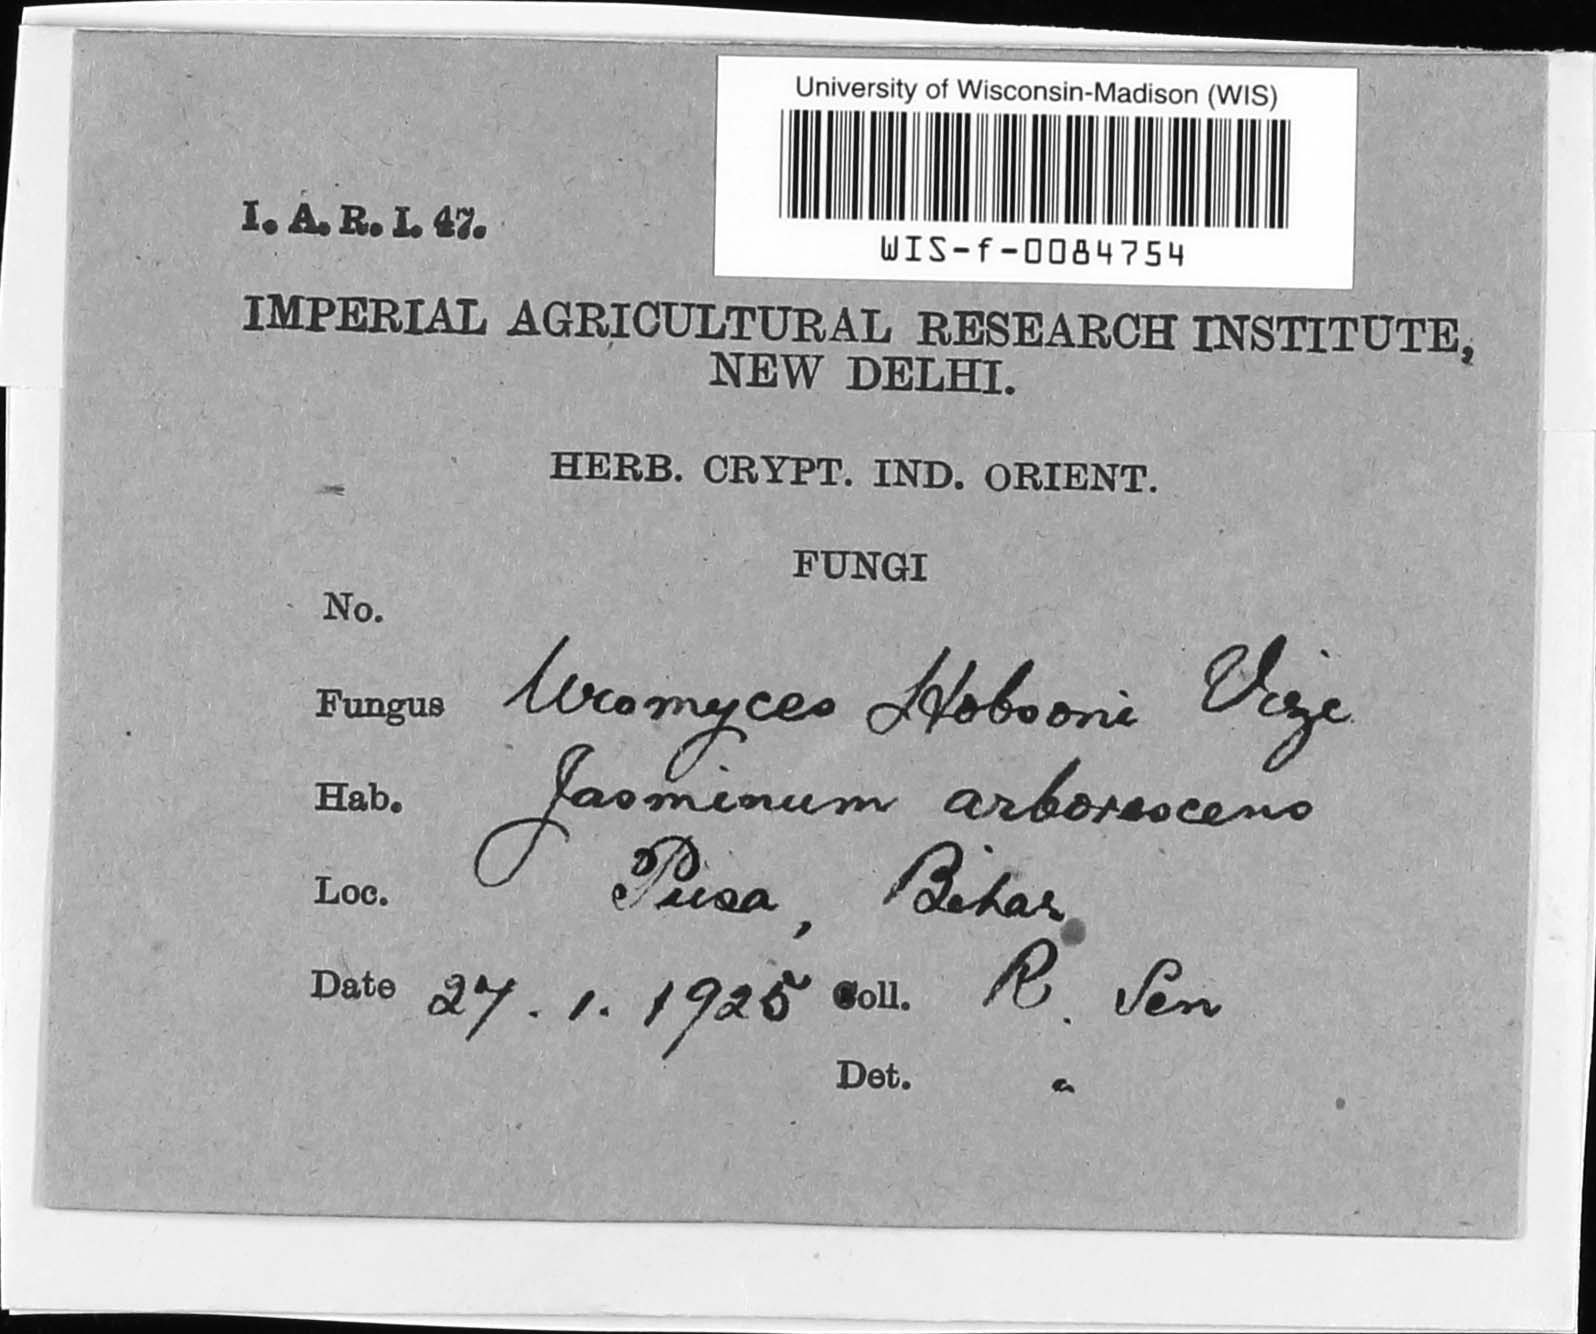 University of Wisconsin-Madison (WIS)
WIS-f-0084754
I. A. R. I. 47.
IMPERIAL AGRICULTURAL RESEARCH INSTITUTE,
NEW DELHI.
HERB. CRYPT. IND. ORIENT.
FUNGI
No.
Fungus Uromyces Hobsoni Vize
Hab. Jasminum arborescens
Loc. Pusa, Bihar
Date 27.1.1925 Coll. R. Sen
Det. "